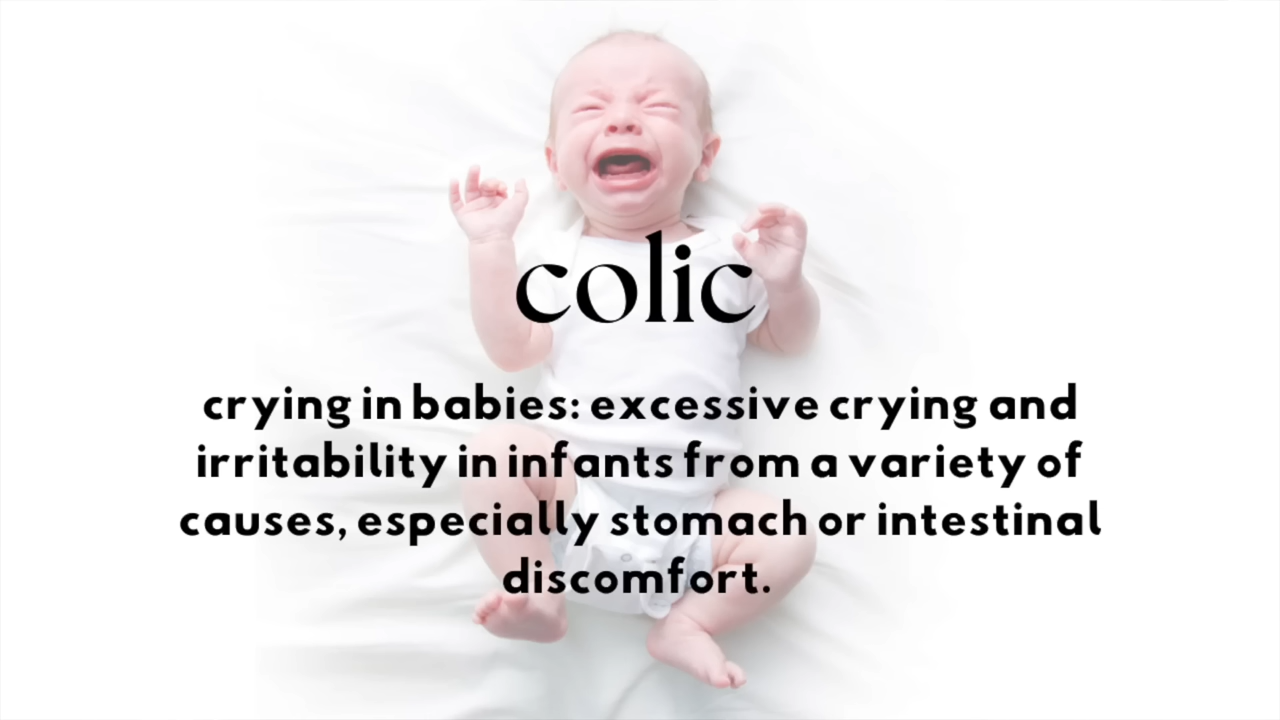 colic
crying in babies: excessive crying and
irritability in infants from a variety of
causes, especially stomach or intestinal
discomfort.